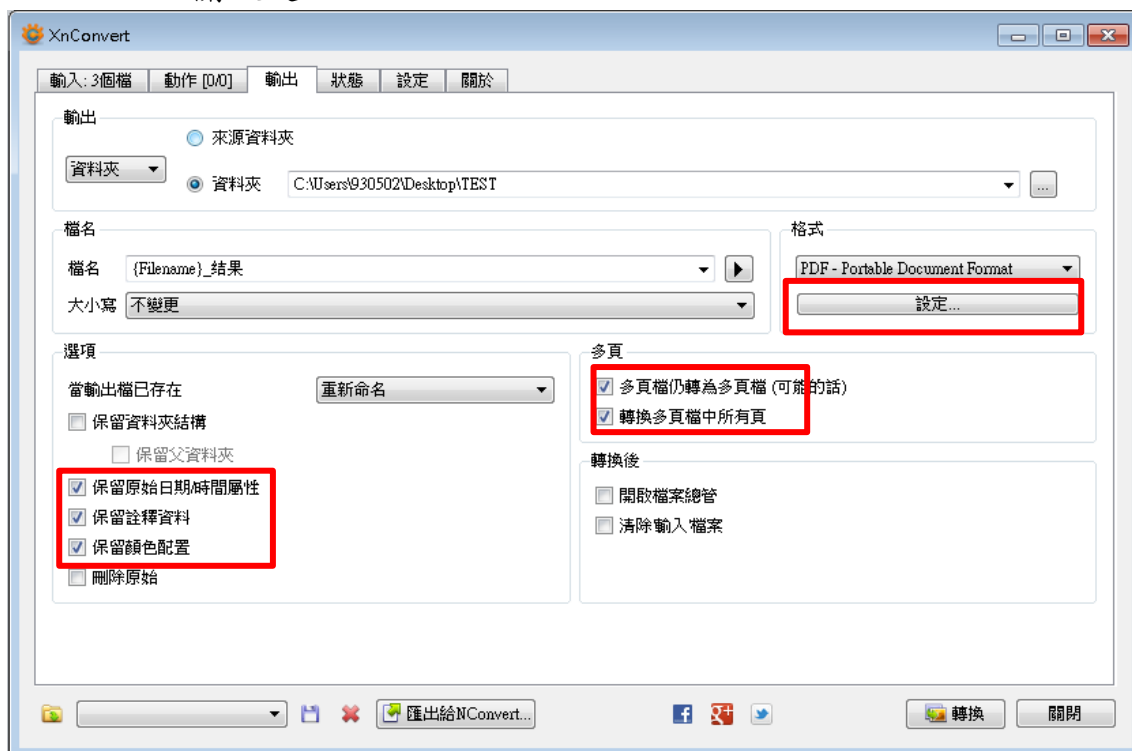 XnConvert
輸入: 3個檔 動作 [0/0] 輸出 狀態 設定 關於
輸出
來源資料夾
資料夾
資料夾 C:\Users\930502\Desktop\TEST ...
檔名
檔名 {Filename}_结果
大小寫 不變更
格式
PDF - Portable Document Format
設定...
選項
當輸出檔已存在 重新命名
保留資料夾結構
保留父資料夾
保留原始日期/時間屬性
保留詮釋資料
保留顏色配置
刪除原始
多頁
多頁檔仍轉為多頁檔 (可能的話)
轉換多頁檔中所有頁
轉換後
開啟檔案總管
清除輸入檔案
匯出給NConvert... 轉換 關閉